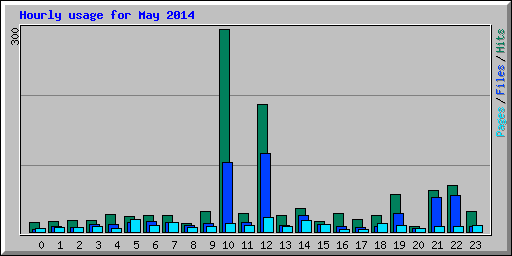 Hourly usage for May 2014
300
Pages/Files/Hits
0 1 2 3 4 5 6 7 8 9 10 11 12 13 14 15 16 17 18 19 20 21 22 23